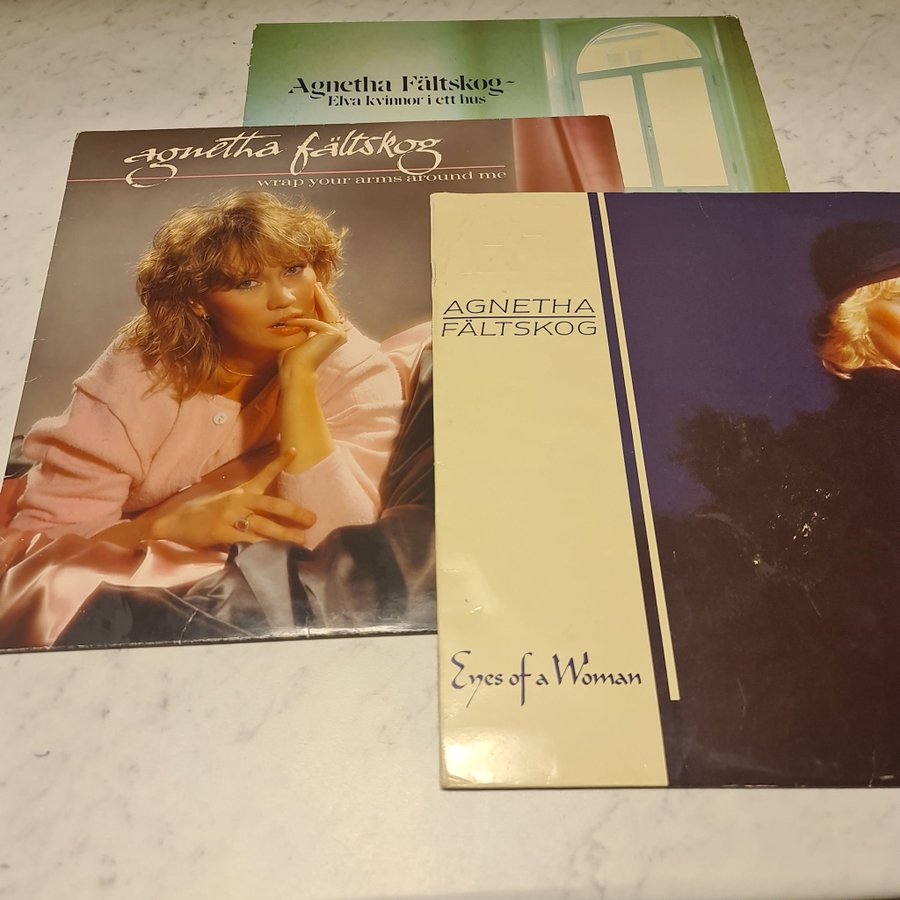 Agnetha Fältskog~
Elva kvinnor i ett hus
agnetha fältskog
wrap your arms around me
AGNETHA
FÄLTSKOG
Eyes of a Woman